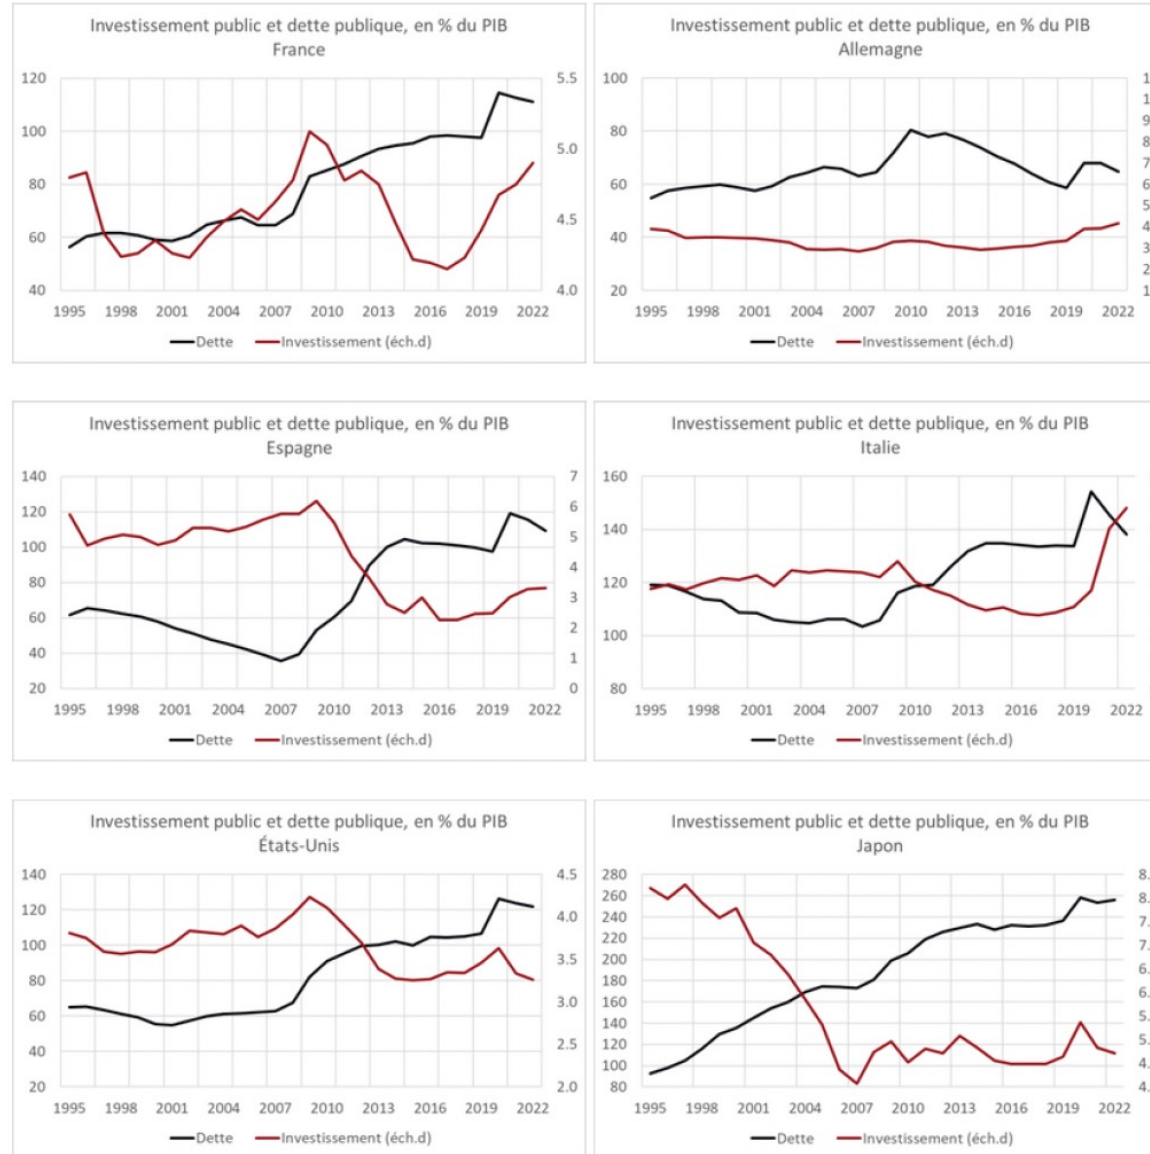 Investissement public et dette publique, en % du PIB
France
120
100
80
60
40
5.5
5.0
4.5
4.0
1995 1998 2001 2004 2007 2010 2013 2016 2019 2022
Dette Investissement (éch.d)
Investissement public et dette publique, en % du PIB
Allemagne
100
80
60
40
20
1995 1998 2001 2004 2007 2010 2013 2016 2019 2022
Dette Investissement (éch.d)
Investissement public et dette publique, en % du PIB
Espagne
140
120
100
80
60
40
20
7
6
5
4
3
2
1
0
1995 1998 2001 2004 2007 2010 2013 2016 2019 2022
Dette Investissement (éch.d)
Investissement public et dette publique, en % du PIB
Italie
160
140
120
100
80
1995 1998 2001 2004 2007 2010 2013 2016 2019 2022
Dette Investissement (éch.d)
Investissement public et dette publique, en % du PIB
États-Unis
140
120
100
80
60
40
20
4.5
4.0
3.5
3.0
2.5
2.0
1995 1998 2001 2004 2007 2010 2013 2016 2019 2022
Dette Investissement (éch.d)
Investissement public et dette publique, en % du PIB
Japon
280
260
240
220
200
180
160
140
120
100
80
1995 1998 2001 2004 2007 2010 2013 2016 2019 2022
Dette Investissement (éch.d)